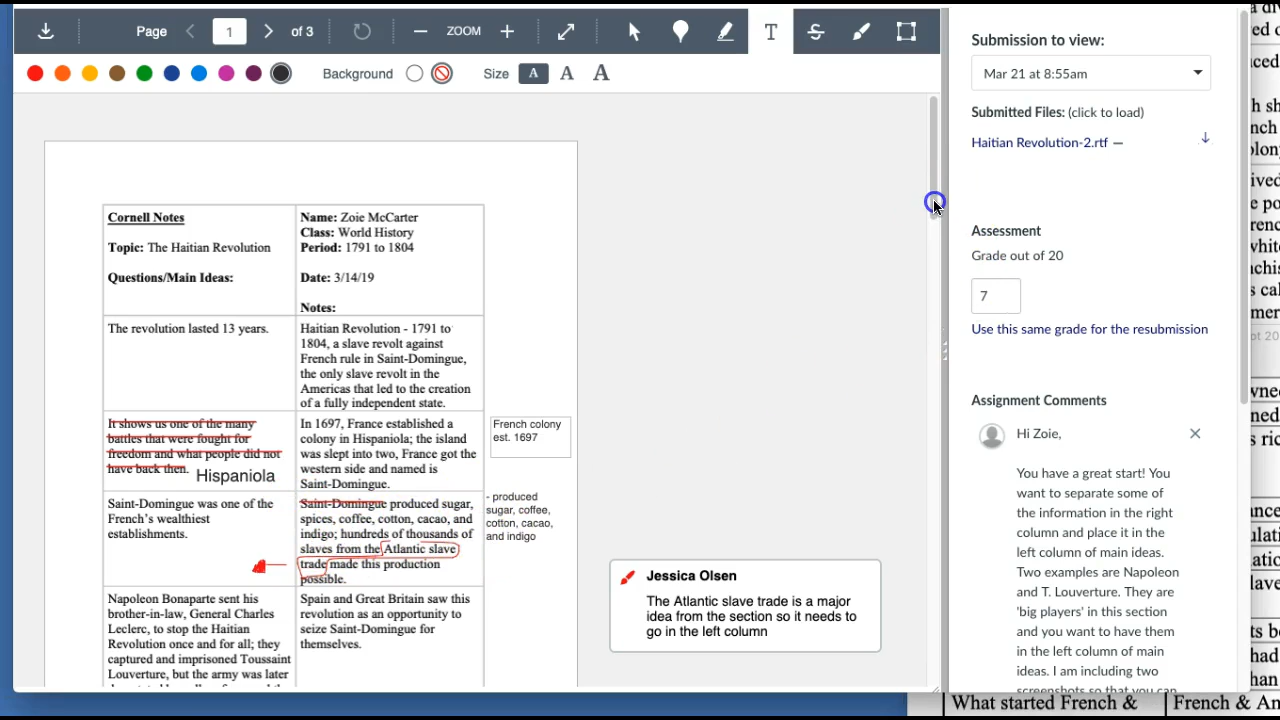 Page 1 of 3 ZOOM T
Background Size A A A
Cornell Notes
Topic: The Haitian Revolution
Questions/Main Ideas:
Name: Zoie McCarter
Class: World History
Period: 1791 to 1804
Date: 3/14/19
Notes:
The revolution lasted 13 years.
Haitian Revolution - 1791 to
1804, a slave revolt against
French rule in Saint-Domingue,
the only slave revolt in the
Americas that led to the creation
of a fully independent state.
It shows us one of the many
battles that were fought for
freedom and what people did not
have back then.
Hispaniola
In 1697, France established a
colony in Hispaniola; the island
was slept into two, France got the
western side and named is
Saint-Domingue.
French colony
est. 1697
Saint-Domingue was one of the
French's wealthiest
establishments.
Saint-Domingue produced sugar,
spices, coffee, cotton, cacao, and
indigo; hundreds of thousands of
slaves from the Atlantic slave
trade made this production
possible.
- produced
sugar, coffee,
cotton, cacao,
and indigo
Jessica Olsen
The Atlantic slave trade is a major
idea from the section so it needs to
go in the left column
Napoleon Bonaparte sent his
brother-in-law, General Charles
Leclerc, to stop the Haitian
Revolution once and for all; they
captured and imprisoned Toussaint
Louverture, but the army was later
Spain and Great Britain saw this
revolution as an opportunity to
seize Saint-Domingue for
themselves.
Submission to view:
Mar 21 at 8:55am
Submitted Files: (click to load)
Haitian Revolution-2.rtf
Assessment
Grade out of 20
7
Use this same grade for the resubmission
Assignment Comments
Hi Zoie,
You have a great start! You
want to separate some of
the information in the right
column and place it in the
left column of main ideas.
Two examples are Napoleon
and T. Louverture. They are
'big players' in this section
and you want to have them
in the left column of main
ideas. I am including two
screenshots so that you can
What started French &
French & An